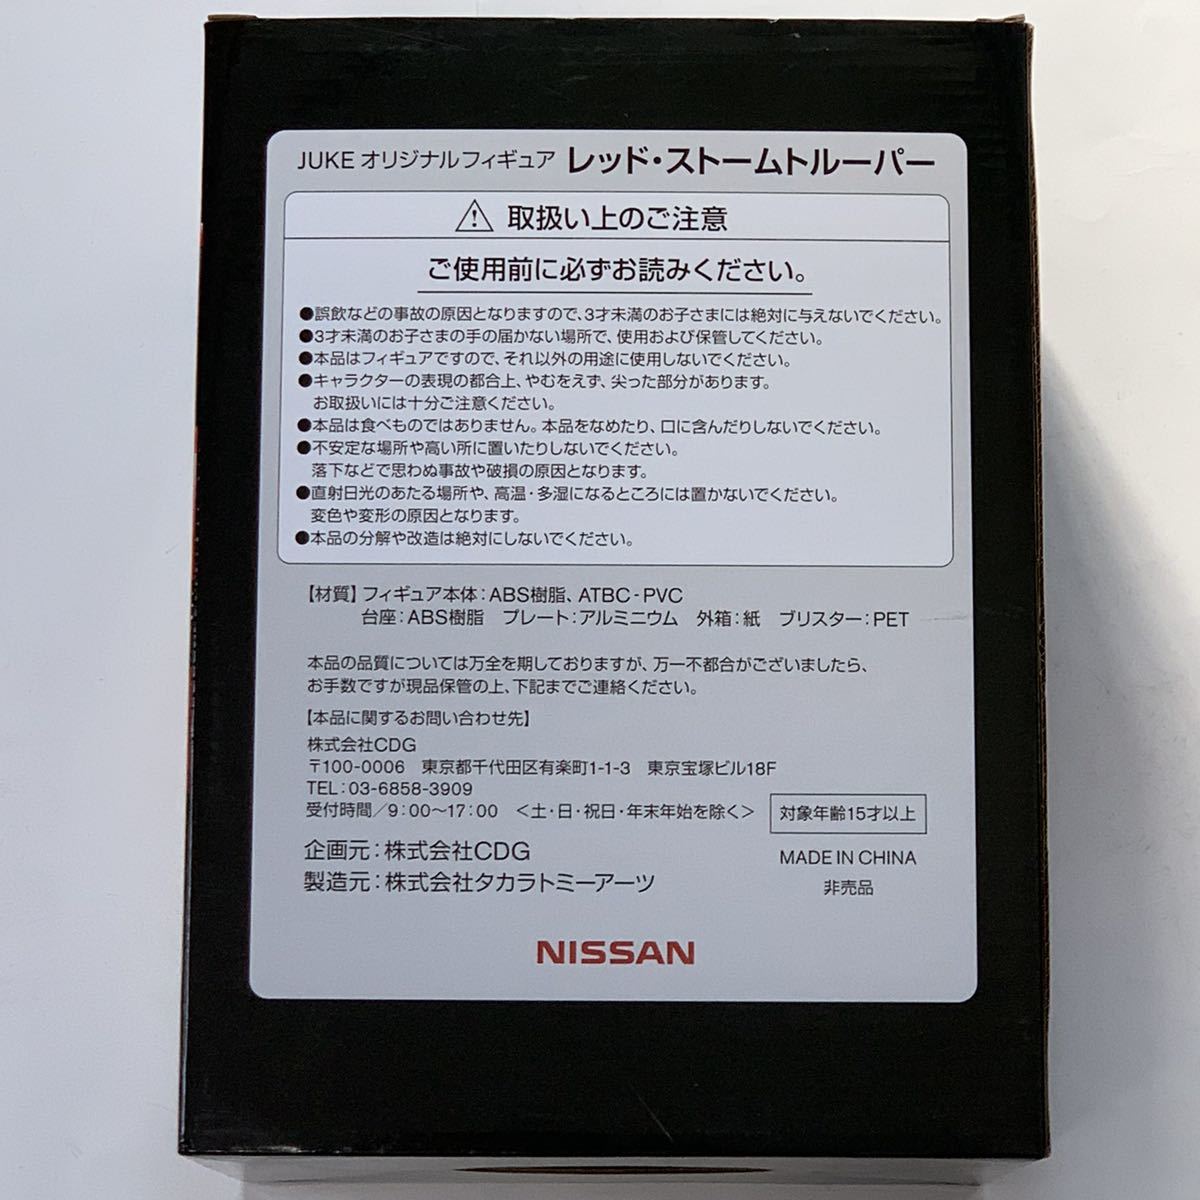 JUKE オリジナルフィギュア レッド・ストームトルーパー
取扱い上のご注意
ご使用前に必ずお読みください。
●誤飲などの事故の原因となりますので、3才未満のお子さまには絶対に与えないでください。
●3才未満のお子さまの手の届かない場所で、使用および保管してください。
●本品はフィギュアですので、それ以外の用途に使用しないでください。
●キャラクターの表現の都合上、やむをえず、尖った部分があります。
お取扱いには十分ご注意ください。
●本品は食べものではありません。本品をなめたり、口に含んだりしないでください。
●不安定な場所や高い所に置いたりしないでください。
落下などで思わぬ事故や破損の原因となります。
●直射日光のあたる場所や、高温・多湿になるところには置かないでください。
変色や変形の原因となります。
●本品の分解や改造は絶対にしないでください。
【材質】フィギュア本体：ABS樹脂、ATBC-PVC
台座：ABS樹脂 プレート：アルミニウム 外箱：紙 ブリスター：PET
本品の品質については万全を期しておりますが、万一不都合がございましたら、
お手数ですが現品保管の上、下記までご連絡ください。
【本品に関するお問い合わせ先】
株式会社CDG
〒100-0006 東京都千代田区有楽町1-1-3 東京宝塚ビル18F
TEL：03-6858-3909
受付時間／9：00～17：00 ＜土・日・祝日・年末年始を除く＞
対象年齢15才以上
企画元：株式会社CDG
MADE IN CHINA
製造元：株式会社タカラトミーアーツ
非売品
NISSAN